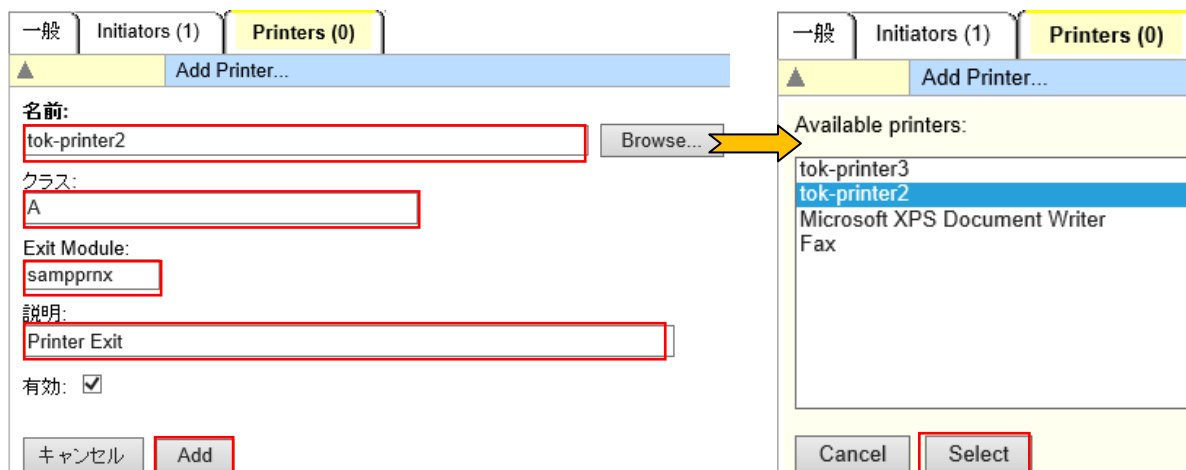 一般 Initiators (1) Printers (0)
Add Printer...
名前:
tok-printer2 Browse...
クラス:
A
Exit Module:
sampprnx
説明:
Printer Exit
有効:
キャンセル Add
一般 Initiators (1) Printers (0)
Add Printer...
Available printers:
tok-printer3
tok-printer2
Microsoft XPS Document Writer
Fax
Cancel Select